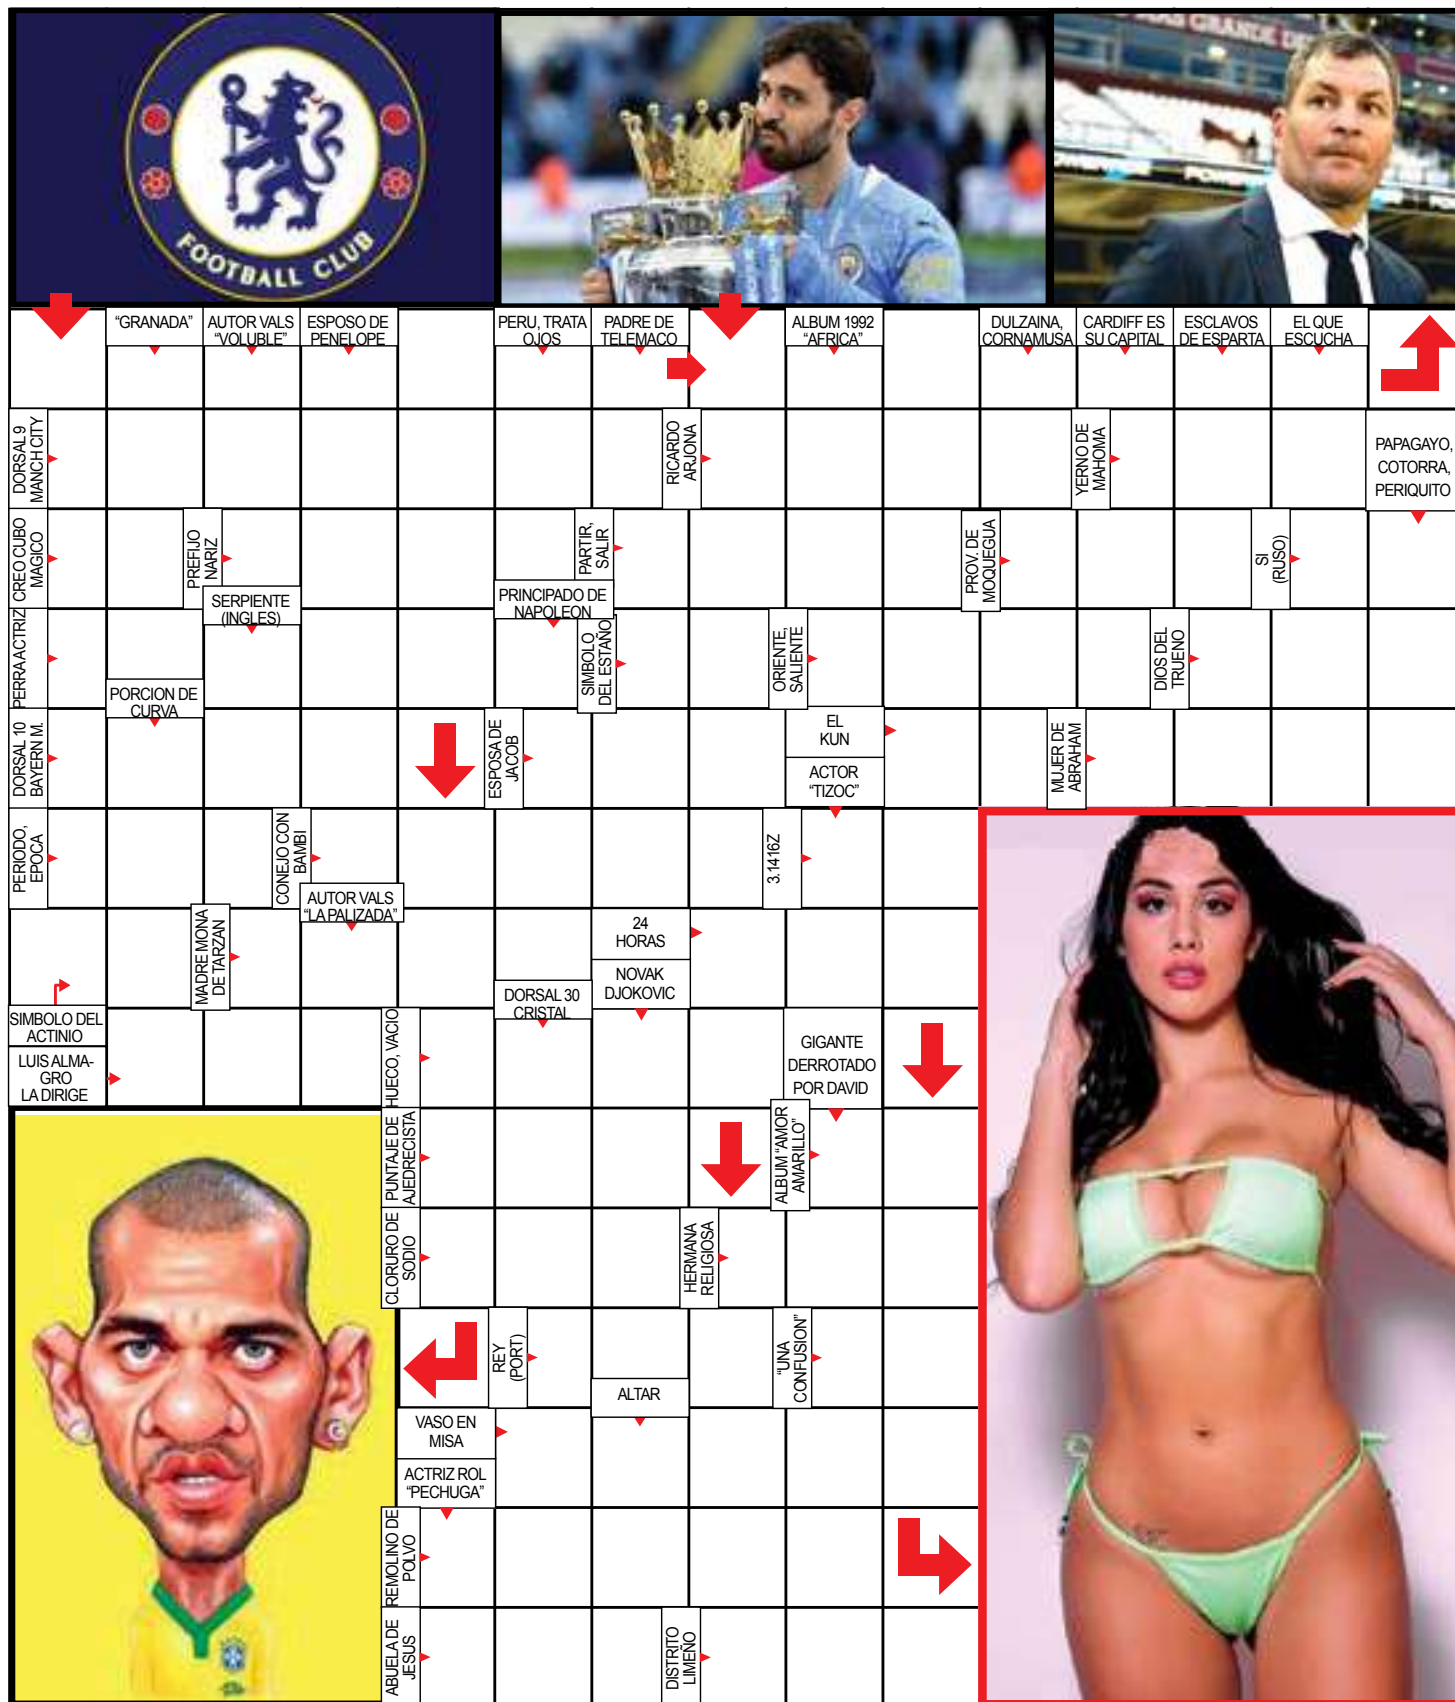 FOOTBALL CLUB
MAS GRANDE DE
"GRANADA"
AUTOR VALS
"VOLUBLE"
ESPOSO DE
PENELOPE
PERU, TRATA
OJOS
PADRE DE
TELEMACO
ALBUM 1992
"AFRICA"
DULZAINA,
CORNAMUSA
CARDIFF ES
SU CAPITAL
ESCLAVOS
DE ESPARTA
EL QUE
ESCUCHA
DORSAL 9
MANCH CITY
RICARDO
ARJONA
YERNO DE
MAHOMA
PAPAGAYO,
COTORRA,
PERIQUITO
CREO CUBO
MAGICO
PREFIJO
NARIZ
PARTIR,
SALIR
PROV. DE
MOQUEGUA
SI
(RUSO)
SERPIENTE
(INGLES)
PRINCIPADO DE
NAPOLEON
PERRA ACTRIZ
SIMBOLO
DEL ESTAÑO
ORIENTE,
SALIENTE
DIOS DEL
TRUENO
PORCION DE
CURVA
DORSAL 10
BAYERN M.
ESPOSA DE
JACOB
EL
KUN
ACTOR
"TIZOC"
MUJER DE
ABRAHAM
PERIODO,
EPOCA
CONEJO CON
BAMBI
3.1416Z
AUTOR VALS
"LA PALIZADA"
MADRE MONA
DE TARZAN
24
HORAS
NOVAK
DJOKOVIC
DORSAL 30
CRISTAL
SIMBOLO DEL
ACTINIO
LUIS ALMA-
GRO
LA DIRIGE
HUECO, VACIO
GIGANTE
DERROTADO
POR DAVID
PUNTAJE DE
AJEDRECISTA
ALBUM "AMOR
AMARILLO"
CLORURO DE
SODIO
HERMANA
RELIGIOSA
REY
(PORT)
"UNA
CONFUSION"
ALTAR
VASO EN
MISA
ACTRIZ ROL
"PECHUGA"
REMOLINO DE
POLVO
ABUELA DE
JESUS
DISTRITO
LIMEÑO